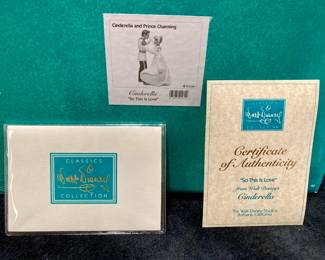 Cinderella and Prince Charming
Cinderella
"So This Is Love"
CLASSICS
Walt Disney
COLLECTION
Walt Disney
Certificate
of Authenticity
"So This Is Love"
from Walt Disney's
Cinderella
The Walt Disney Studios
Burbank, California